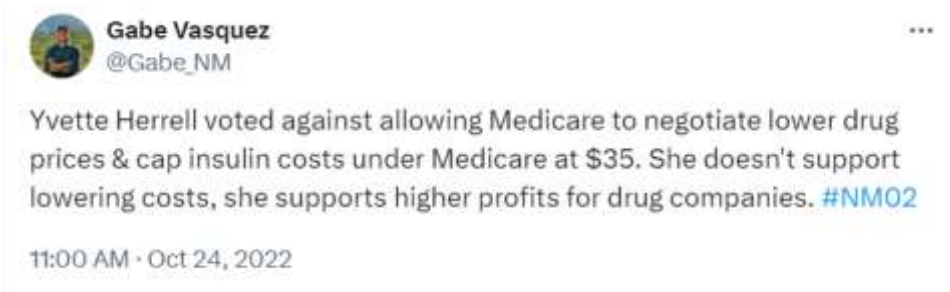 Gabe Vasquez
@Gabe_NM
Yvette Herrell voted against allowing Medicare to negotiate lower drug
prices & cap insulin costs under Medicare at $35. She doesn't support
lowering costs, she supports higher profits for drug companies. #NM02
11:00 AM · Oct 24, 2022